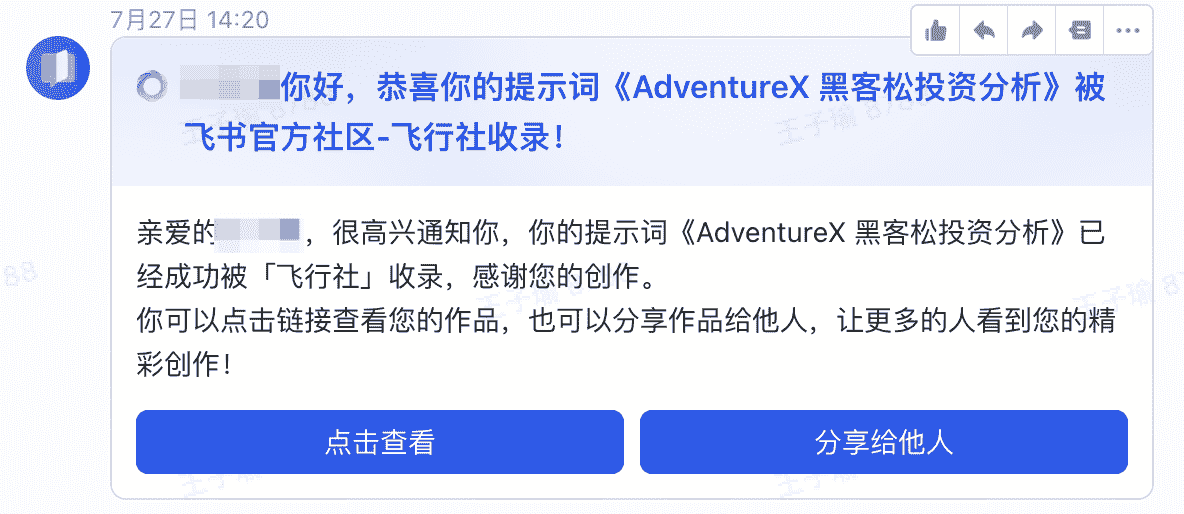 7月27日 14:20
你好，恭喜你的提示词《AdventureX 黑客松投资分析》被
飞书官方社区-飞行社收录！
亲爱的 ，很高兴通知你，你的提示词《AdventureX 黑客松投资分析》已
经成功被「飞行社」收录，感谢您的创作。
你可以点击链接查看您的作品，也可以分享作品给他人，让更多的人看到您的精
彩创作！
点击查看
分享给他人